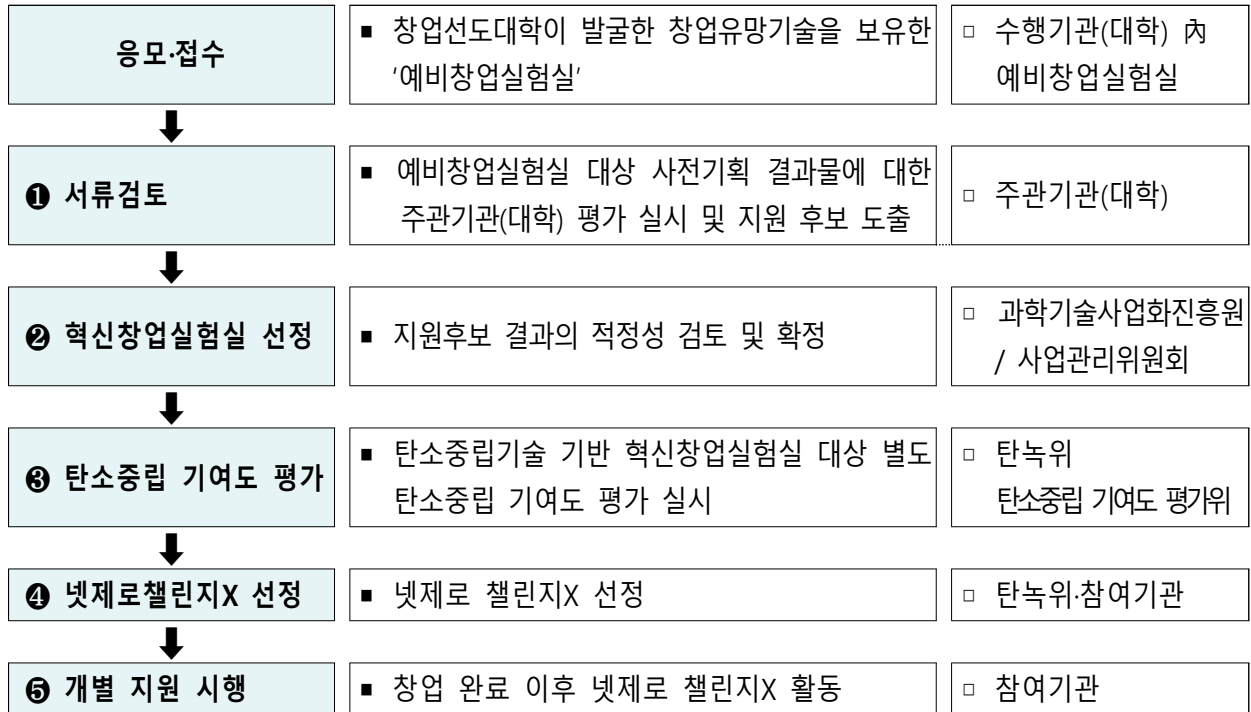 응모·접수
▪ 창업선도대학이 발굴한 창업유망기술을 보유한
'예비창업실험실'
□ 수행기관(대학) 內
예비창업실험실
❶ 서류검토
▪ 예비창업실험실 대상 사전기획 결과물에 대한
주관기관(대학) 평가 실시 및 지원 후보 도출
□ 주관기관(대학)
❷ 혁신창업실험실 선정
▪ 지원후보 결과의 적정성 검토 및 확정
□ 과학기술사업화진흥원
/ 사업관리위원회
❸ 탄소중립 기여도 평가
▪ 탄소중립기술 기반 혁신창업실험실 대상 별도
탄소중립 기여도 평가 실시
□ 탄녹위
탄소중립 기여도 평가위
❹ 넷제로챌린지X 선정
▪ 넷제로 챌린지X 선정
□ 탄녹위·참여기관
❺ 개별 지원 시행
▪ 창업 완료 이후 넷제로 챌린지X 활동
□ 참여기관